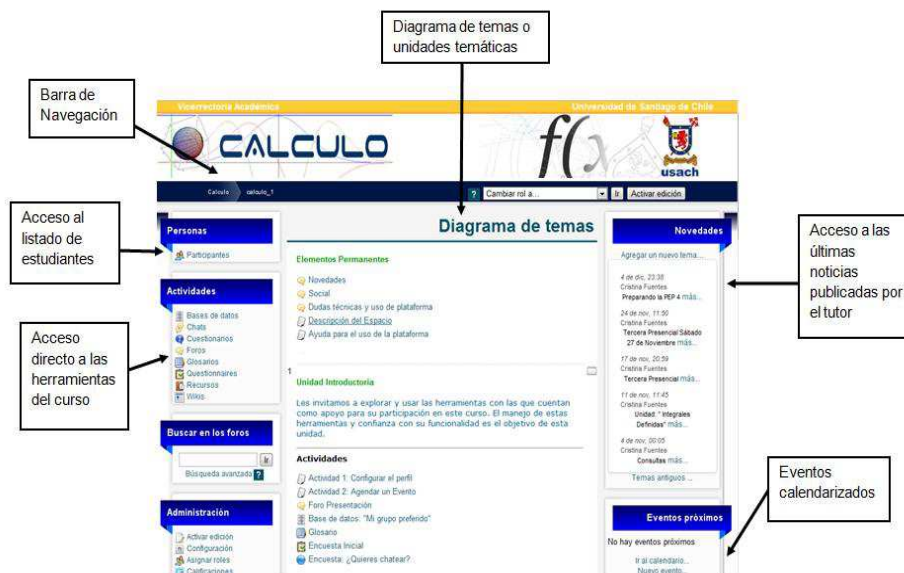 Diagrama de temas o
unidades temáticas
Barra de
Navegación
Vicerrectoría Académica
Universidad de Santiago de Chile
CALCULO
f(x
usach
Calculo
calculo_1
?
Cambiar rol a...
Ir
Activar edición
Acceso al
listado de
estudiantes
Personas
Participantes
Actividades
Bases de datos
Chats
Cuestionarios
Foros
Glosarios
Questionnaires
Recursos
Wikis
Acceso
directo a las
herramientas
del curso
Buscar en los foros
Ir
Búsqueda avanzada ?
Administración
Activar edición
Configuración
Asignar roles
Calificaciones
Diagrama de temas
Elementos Permanentes
Novedades
Social
Dudas técnicas y uso de plataforma
Descripción del Espacio
Ayuda para el uso de la plataforma
1
Unidad Introductoria
Les invitamos a explorar y usar las herramientas con las que cuentan
como apoyo para su participación en este curso. El manejo de estas
herramientas y confianza con su funcionalidad es el objetivo de esta
unidad.
Actividades
Actividad 1: Configurar el perfil
Actividad 2: Agendar un Evento
Foro Presentación
Base de datos: "Mi grupo preferido"
Glosario
Encuesta Inicial
Encuesta: ¿Quieres chatear?
Novedades
Agregar un nuevo tema...
4 de dic, 23:38
Cristina Fuentes
Preparando la PEP 4 más...
24 de nov, 11:50
Cristina Fuentes
Tercera Presencial Sábado
27 de Noviembre más...
17 de nov, 20:59
Cristina Fuentes
Tercera Presencial más...
11 de nov, 11:45
Cristina Fuentes
Unidad: " Integrales
Definidas" más...
4 de nov, 00:05
Cristina Fuentes
Consultas más...
Temas antiguos ...
Acceso a las
últimas
noticias
publicadas por
el tutor
Eventos próximos
No hay eventos próximos
Ir al calendario...
Nuevo evento...
Eventos
calendarizados